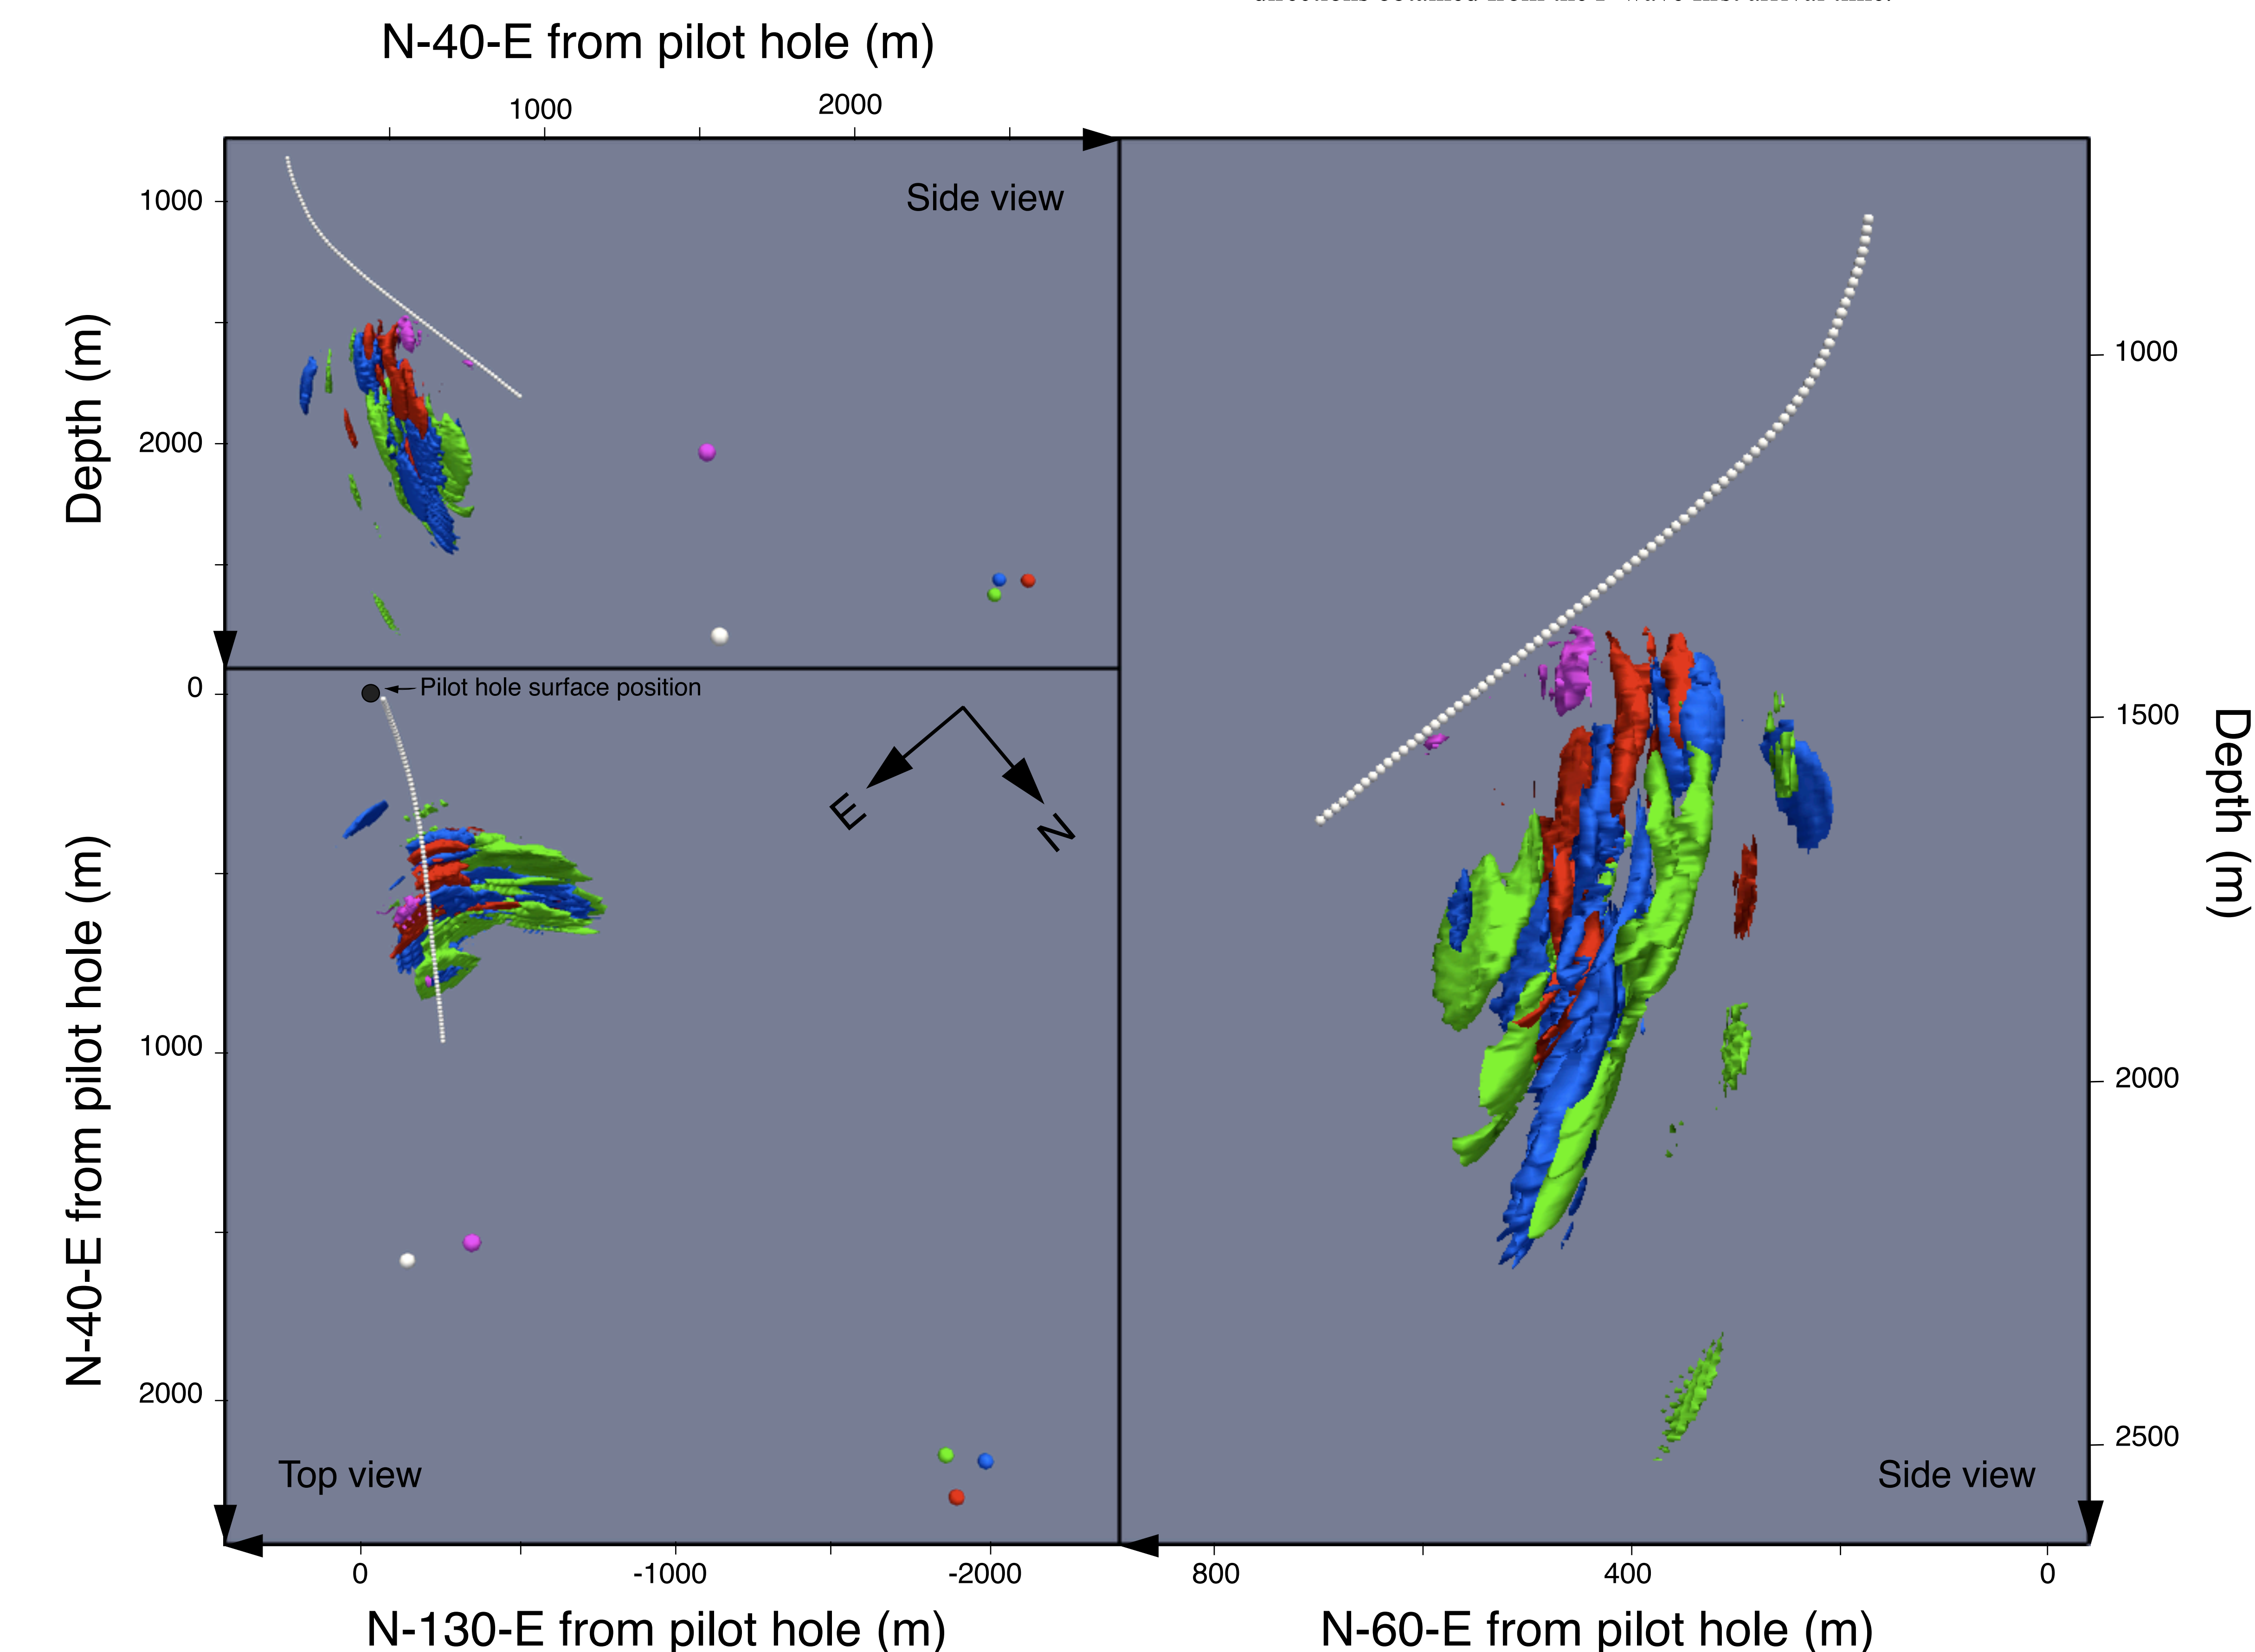 N-40-E from pilot hole (m)
1000
2000
Side view
Depth (m)
1000
2000
Pilot hole surface position
E
N
N-40-E from pilot hole (m)
0
1000
2000
Top view
0
-1000
-2000
N-130-E from pilot hole (m)
Depth (m)
1000
1500
2000
2500
Side view
800
400
0
N-60-E from pilot hole (m)